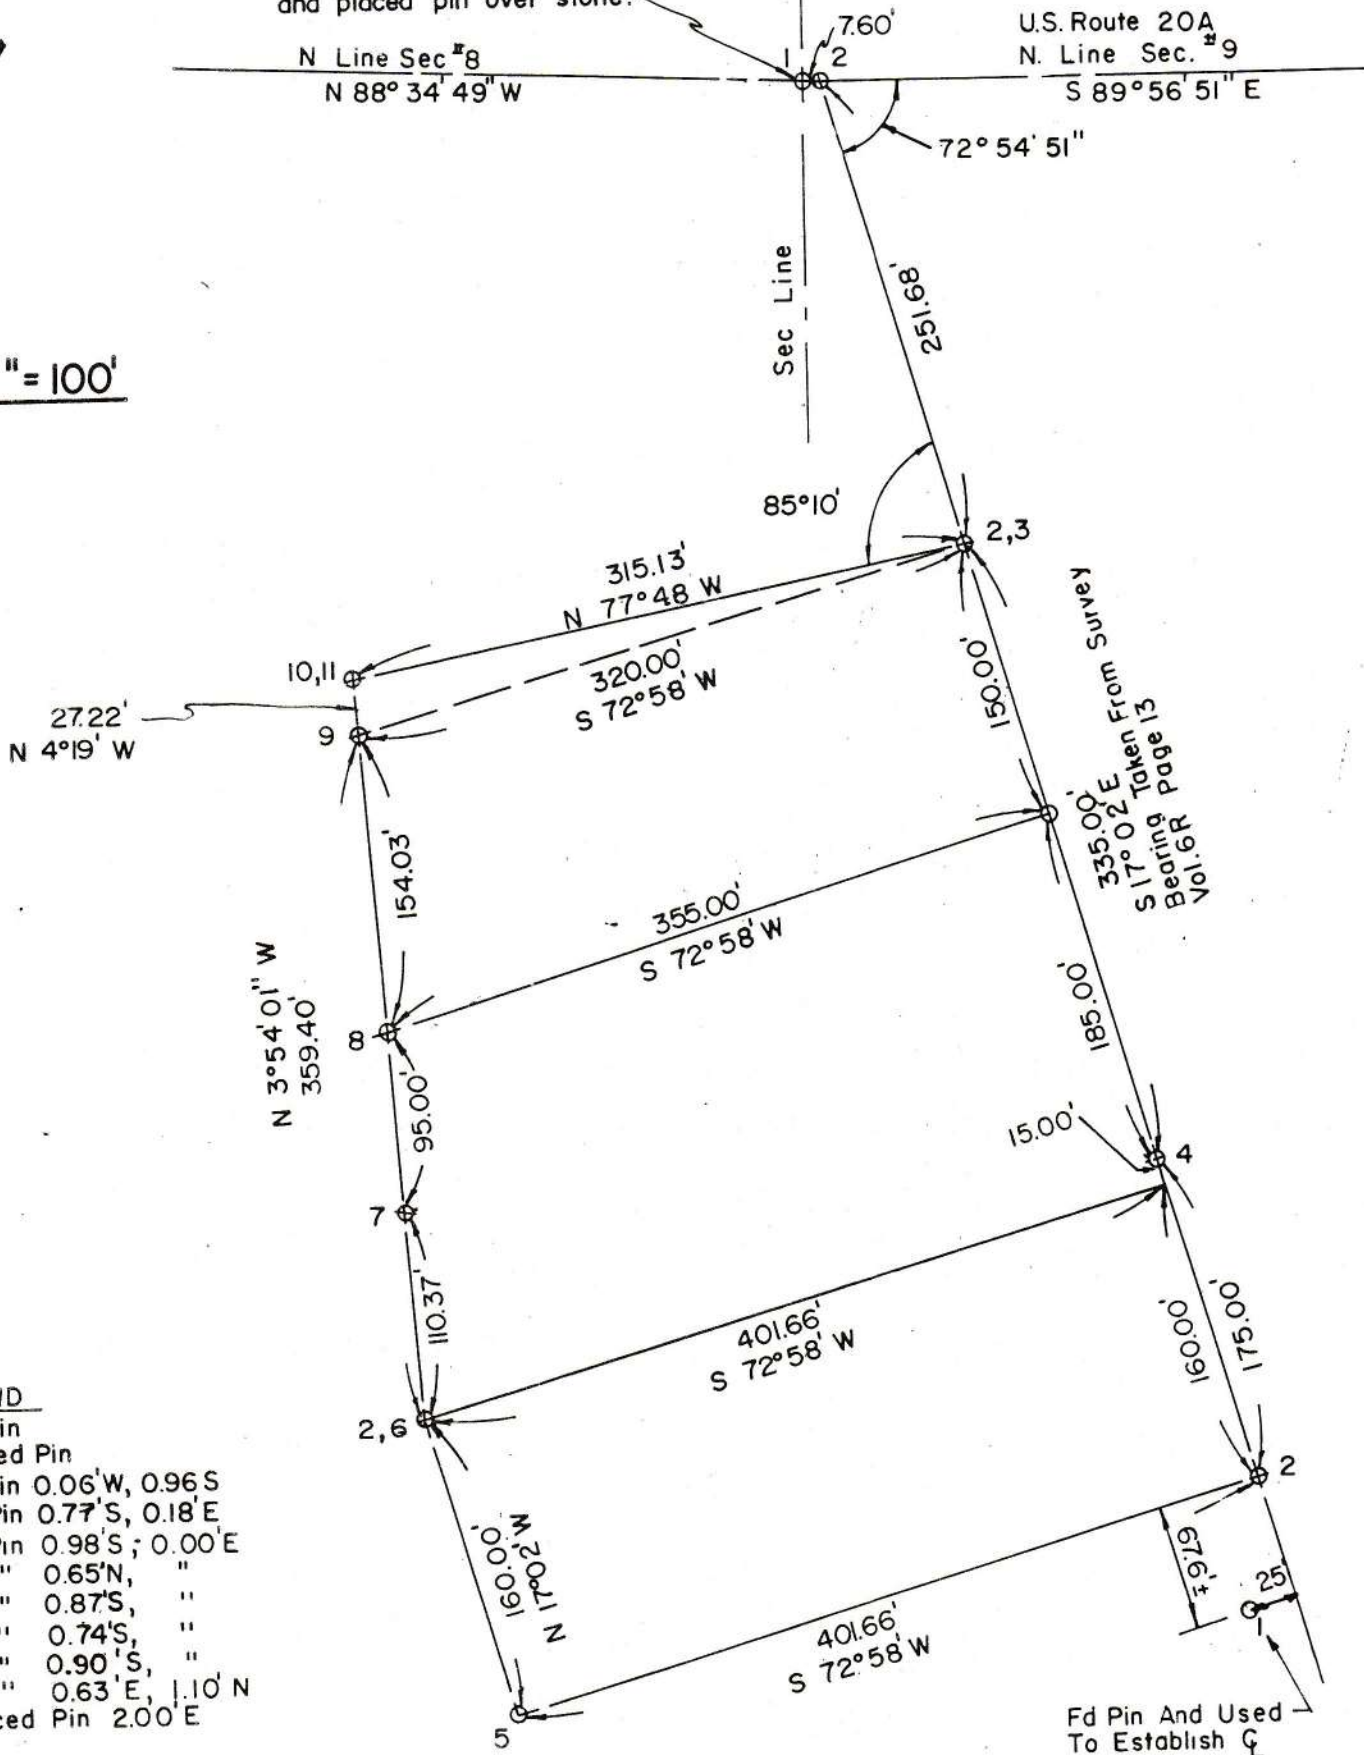 and placed pin over stone.
7.60'
U.S. Route 20A
N Line Sec #8
1
2
N. Line Sec. #9
N 88° 34' 49" W
S 89° 56' 51" E
72° 54' 51"
Sec Line
251.68'
"= 100'
85°10'
2,3
315.13'
N 77°48 W
10,11
320.00'
S 72°58' W
27.22'
N 4°19' W
9
150.00'
335.00'
S 17° 02' E
Bearing Taken From Survey
Vol. 6R Page 13
154.03'
355.00'
S 72°58' W
N 3°54'01" W
359.40'
8
95.00'
185.00'
15.00'
4
7
110.37'
401.66'
S 72°58' W
160.00'
175.00'
2,6
2
ND
in
ed Pin
in 0.06'W, 0.96 S
Pin 0.77'S, 0.18'E
Pin 0.98'S; 0.00'E
" 0.65'N, "
" 0.87'S, "
" 0.74'S, "
" 0.90'S, "
" 0.63'E, 1.10' N
ced Pin 2.00'E
160.00'
N 17°02' W
67.9'±
25'
1
401.66'
S 72°58' W
5
Fd Pin And Used
To Establish ℄